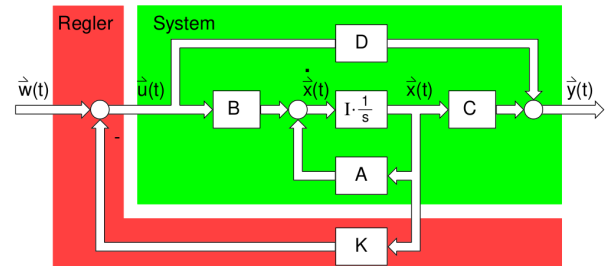 Regler
System
D
w⃗(t)
u⃗(t)
B
ẋ⃗(t)
I·1/s
x⃗(t)
C
y⃗(t)
-
A
K